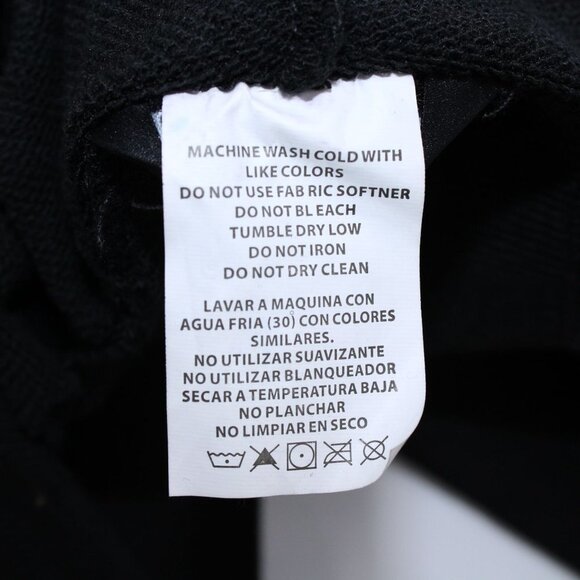 MACHINE WASH COLD WITH
LIKE COLORS
DO NOT USE FAB RIC SOFTNER
DO NOT BL EACH
TUMBLE DRY LOW
DO NOT IRON
DO NOT DRY CLEAN
LAVAR A MAQUINA CON
AGUA FRIA (30) CON COLORES
SIMILARES.
NO UTILIZAR SUAVIZANTE
NO UTILIZAR BLANQUEADOR
SECAR A TEMPERATURA BAJA
NO PLANCHAR
NO LIMPIAR EN SECO